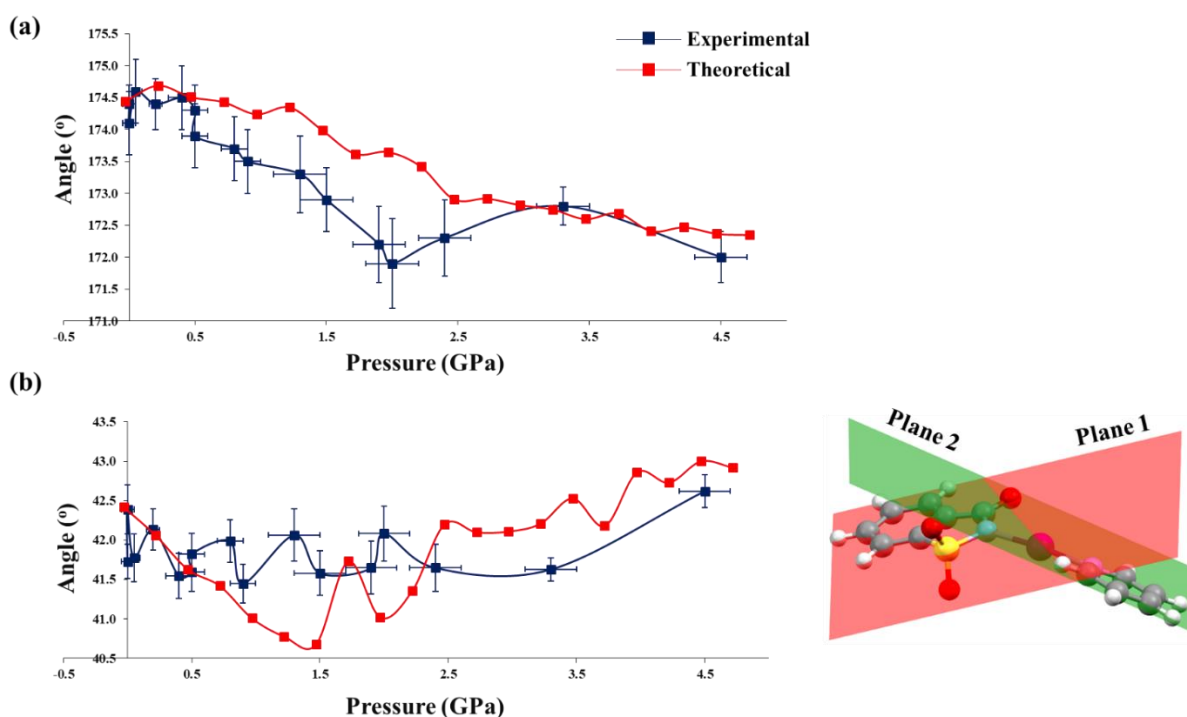 (a)
Experimental
Theoretical
175.5
175.0
174.5
174.0
173.5
173.0
172.5
172.0
171.5
171.0
Angle (°)
-0.5
0.5
1.5
2.5
3.5
4.5
Pressure (GPa)
(b)
43.5
43.0
42.5
42.0
41.5
41.0
40.5
Angle (°)
-0.5
0.5
1.5
2.5
3.5
4.5
Pressure (GPa)
Plane 2
Plane 1